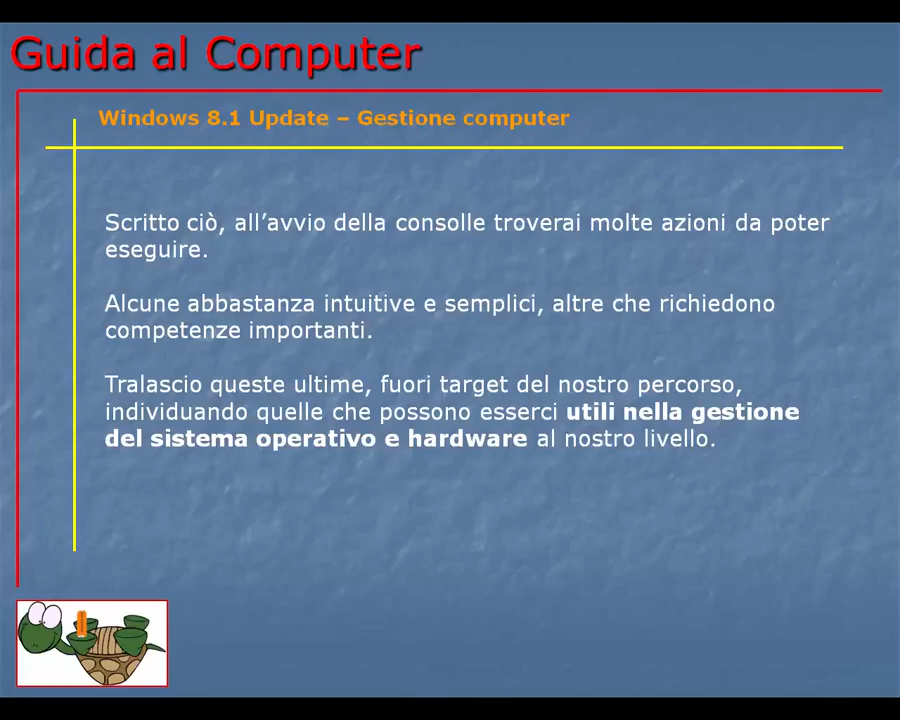 Guida al Computer
Windows 8.1 Update – Gestione computer
Scritto ciò, all’avvio della consolle troverai molte azioni da poter
eseguire.
Alcune abbastanza intuitive e semplici, altre che richiedono
competenze importanti.
Tralascio queste ultime, fuori target del nostro percorso,
individuando quelle che possono esserci utili nella gestione
del sistema operativo e hardware al nostro livello.